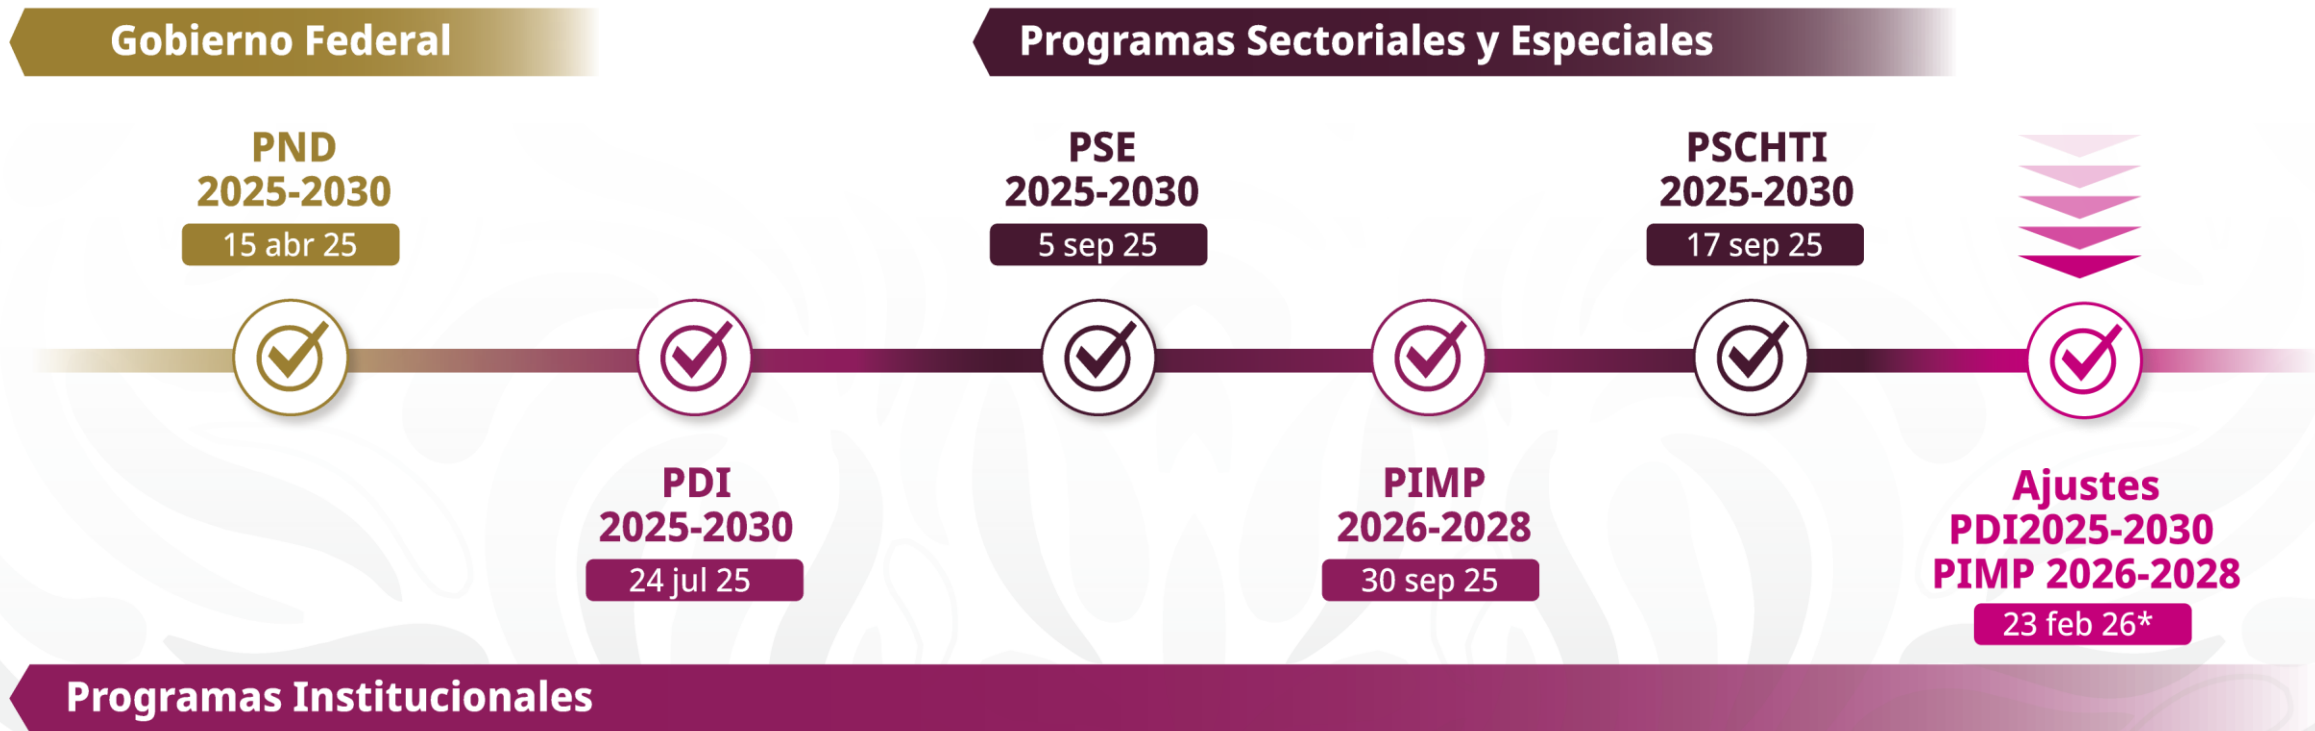 Gobierno Federal
Programas Sectoriales y Especiales
PND
2025-2030
15 abr 25
PSE
2025-2030
5 sep 25
PSCHTI
2025-2030
17 sep 25
PDI
2025-2030
24 jul 25
PIMP
2026-2028
30 sep 25
Ajustes
PDI2025-2030
PIMP 2026-2028
23 feb 26*
Programas Institucionales